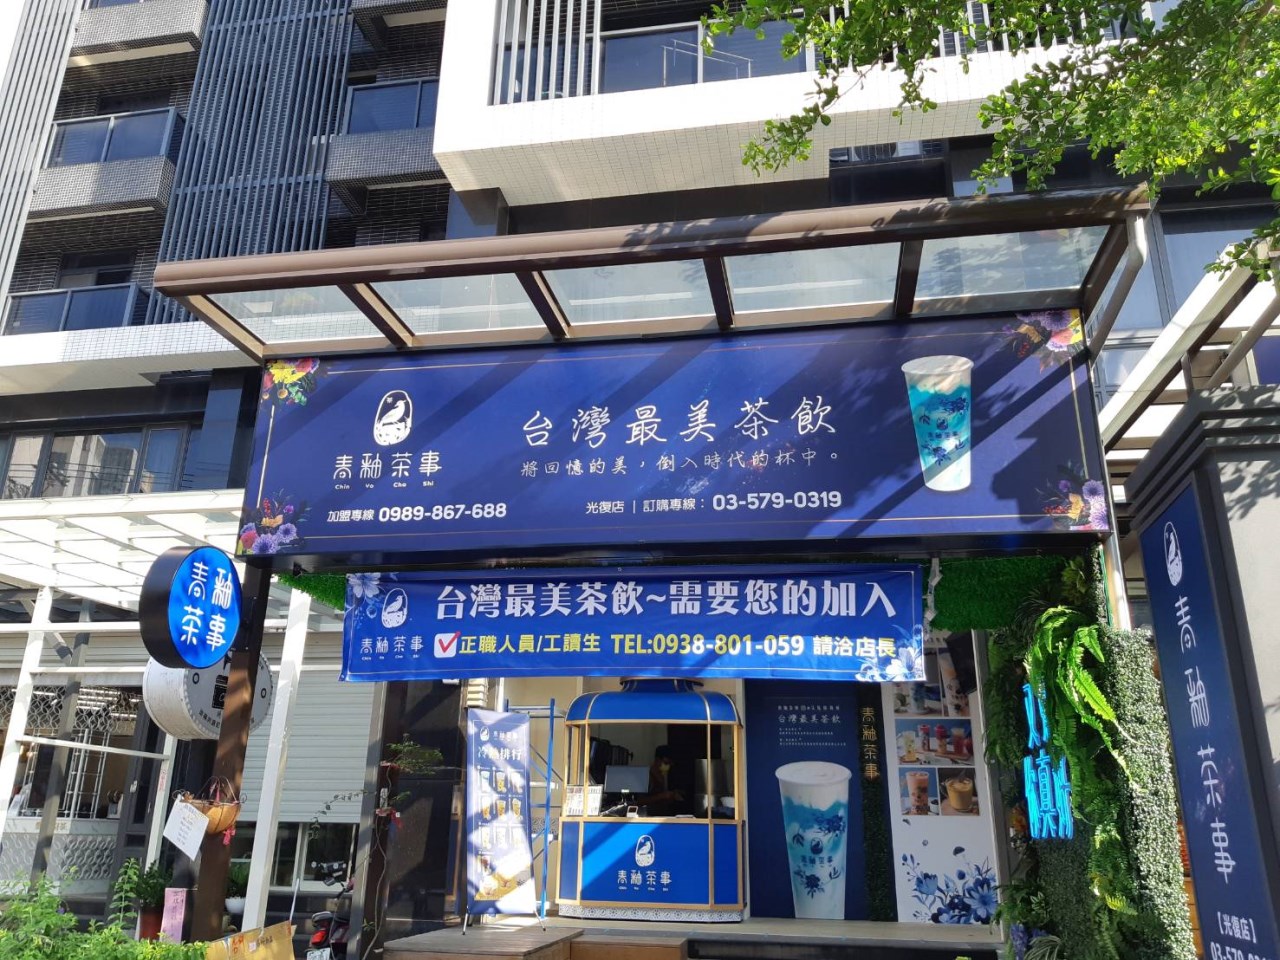 台灣最美茶飲
將回憶的美，倒入時代的杯中。
青釉茶事
Chin Yo Cha Shi
加盟專線 0989-867-688
光復店 | 訂購專線：03-579-0319
台灣最美茶飲~需要您的加入
青釉茶事
正職人員/工讀生 TEL:0938-801-059 請洽店長
青釉
茶事
青釉茶事
冷熱排行
青釉茶事
台灣最美茶飲
青釉茶事
青釉茶事
【光復店】